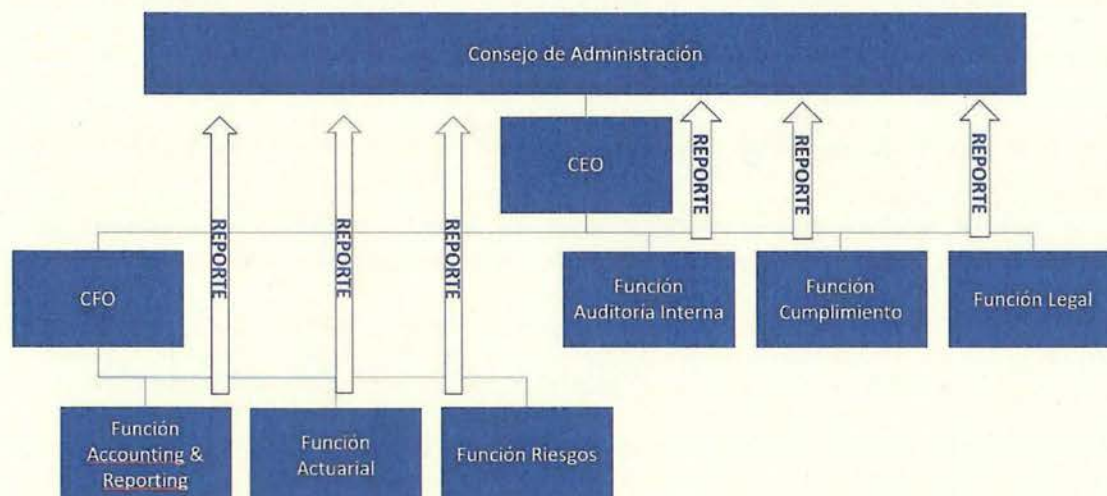 Consejo de Administración
CEO
REPORTE
REPORTE
REPORTE
REPORTE
REPORTE
REPORTE
CFO
Función
Auditoría Interna
Función
Cumplimiento
Función Legal
Función
Accounting &
Reporting
Función
Actuarial
Función Riesgos